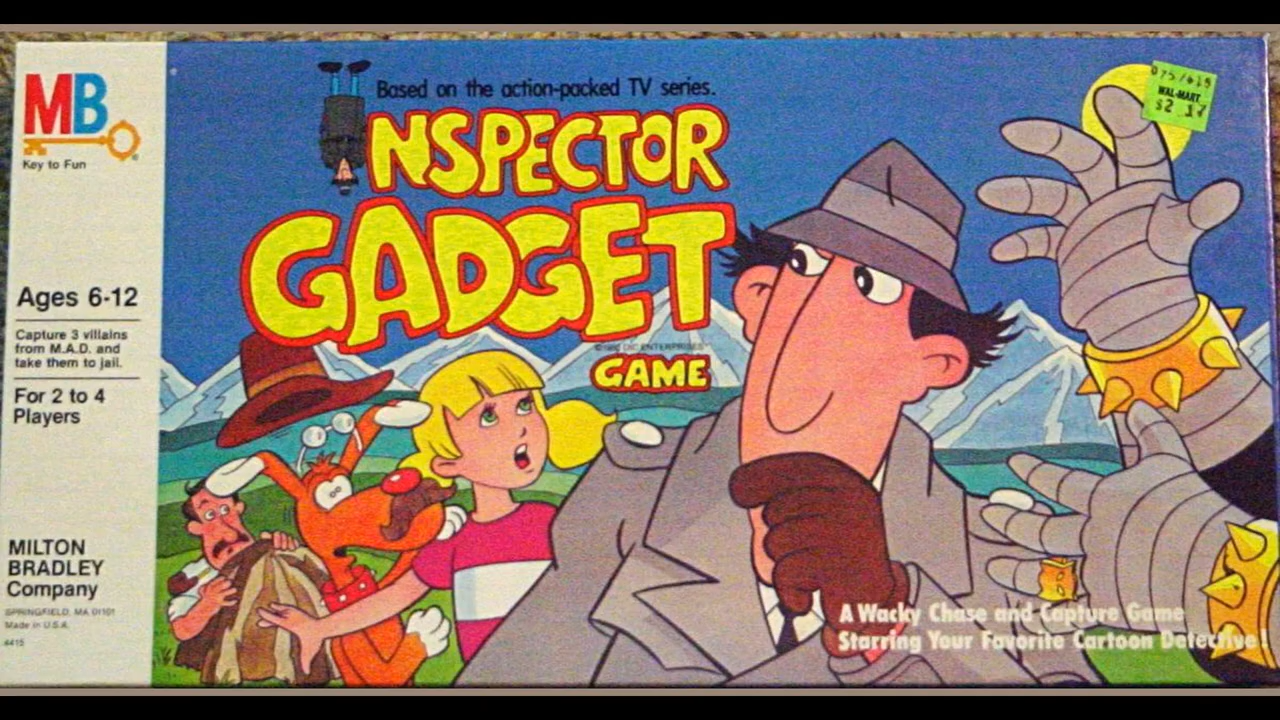 MB
Key to Fun
Ages 6-12
Capture 3 villains
from M.A.D. and
take them to jail.
For 2 to 4
Players
MILTON
BRADLEY
Company
SPRINGFIELD, MA 01101
Made in U.S.A.
4415
Based on the action-packed TV series.
INSPECTOR
GADGET
DIC ENTERPRISES
GAME
WAL-MART
$2.17
A Wacky Chase and Capture Game
Starring Your Favorite Cartoon Detective!